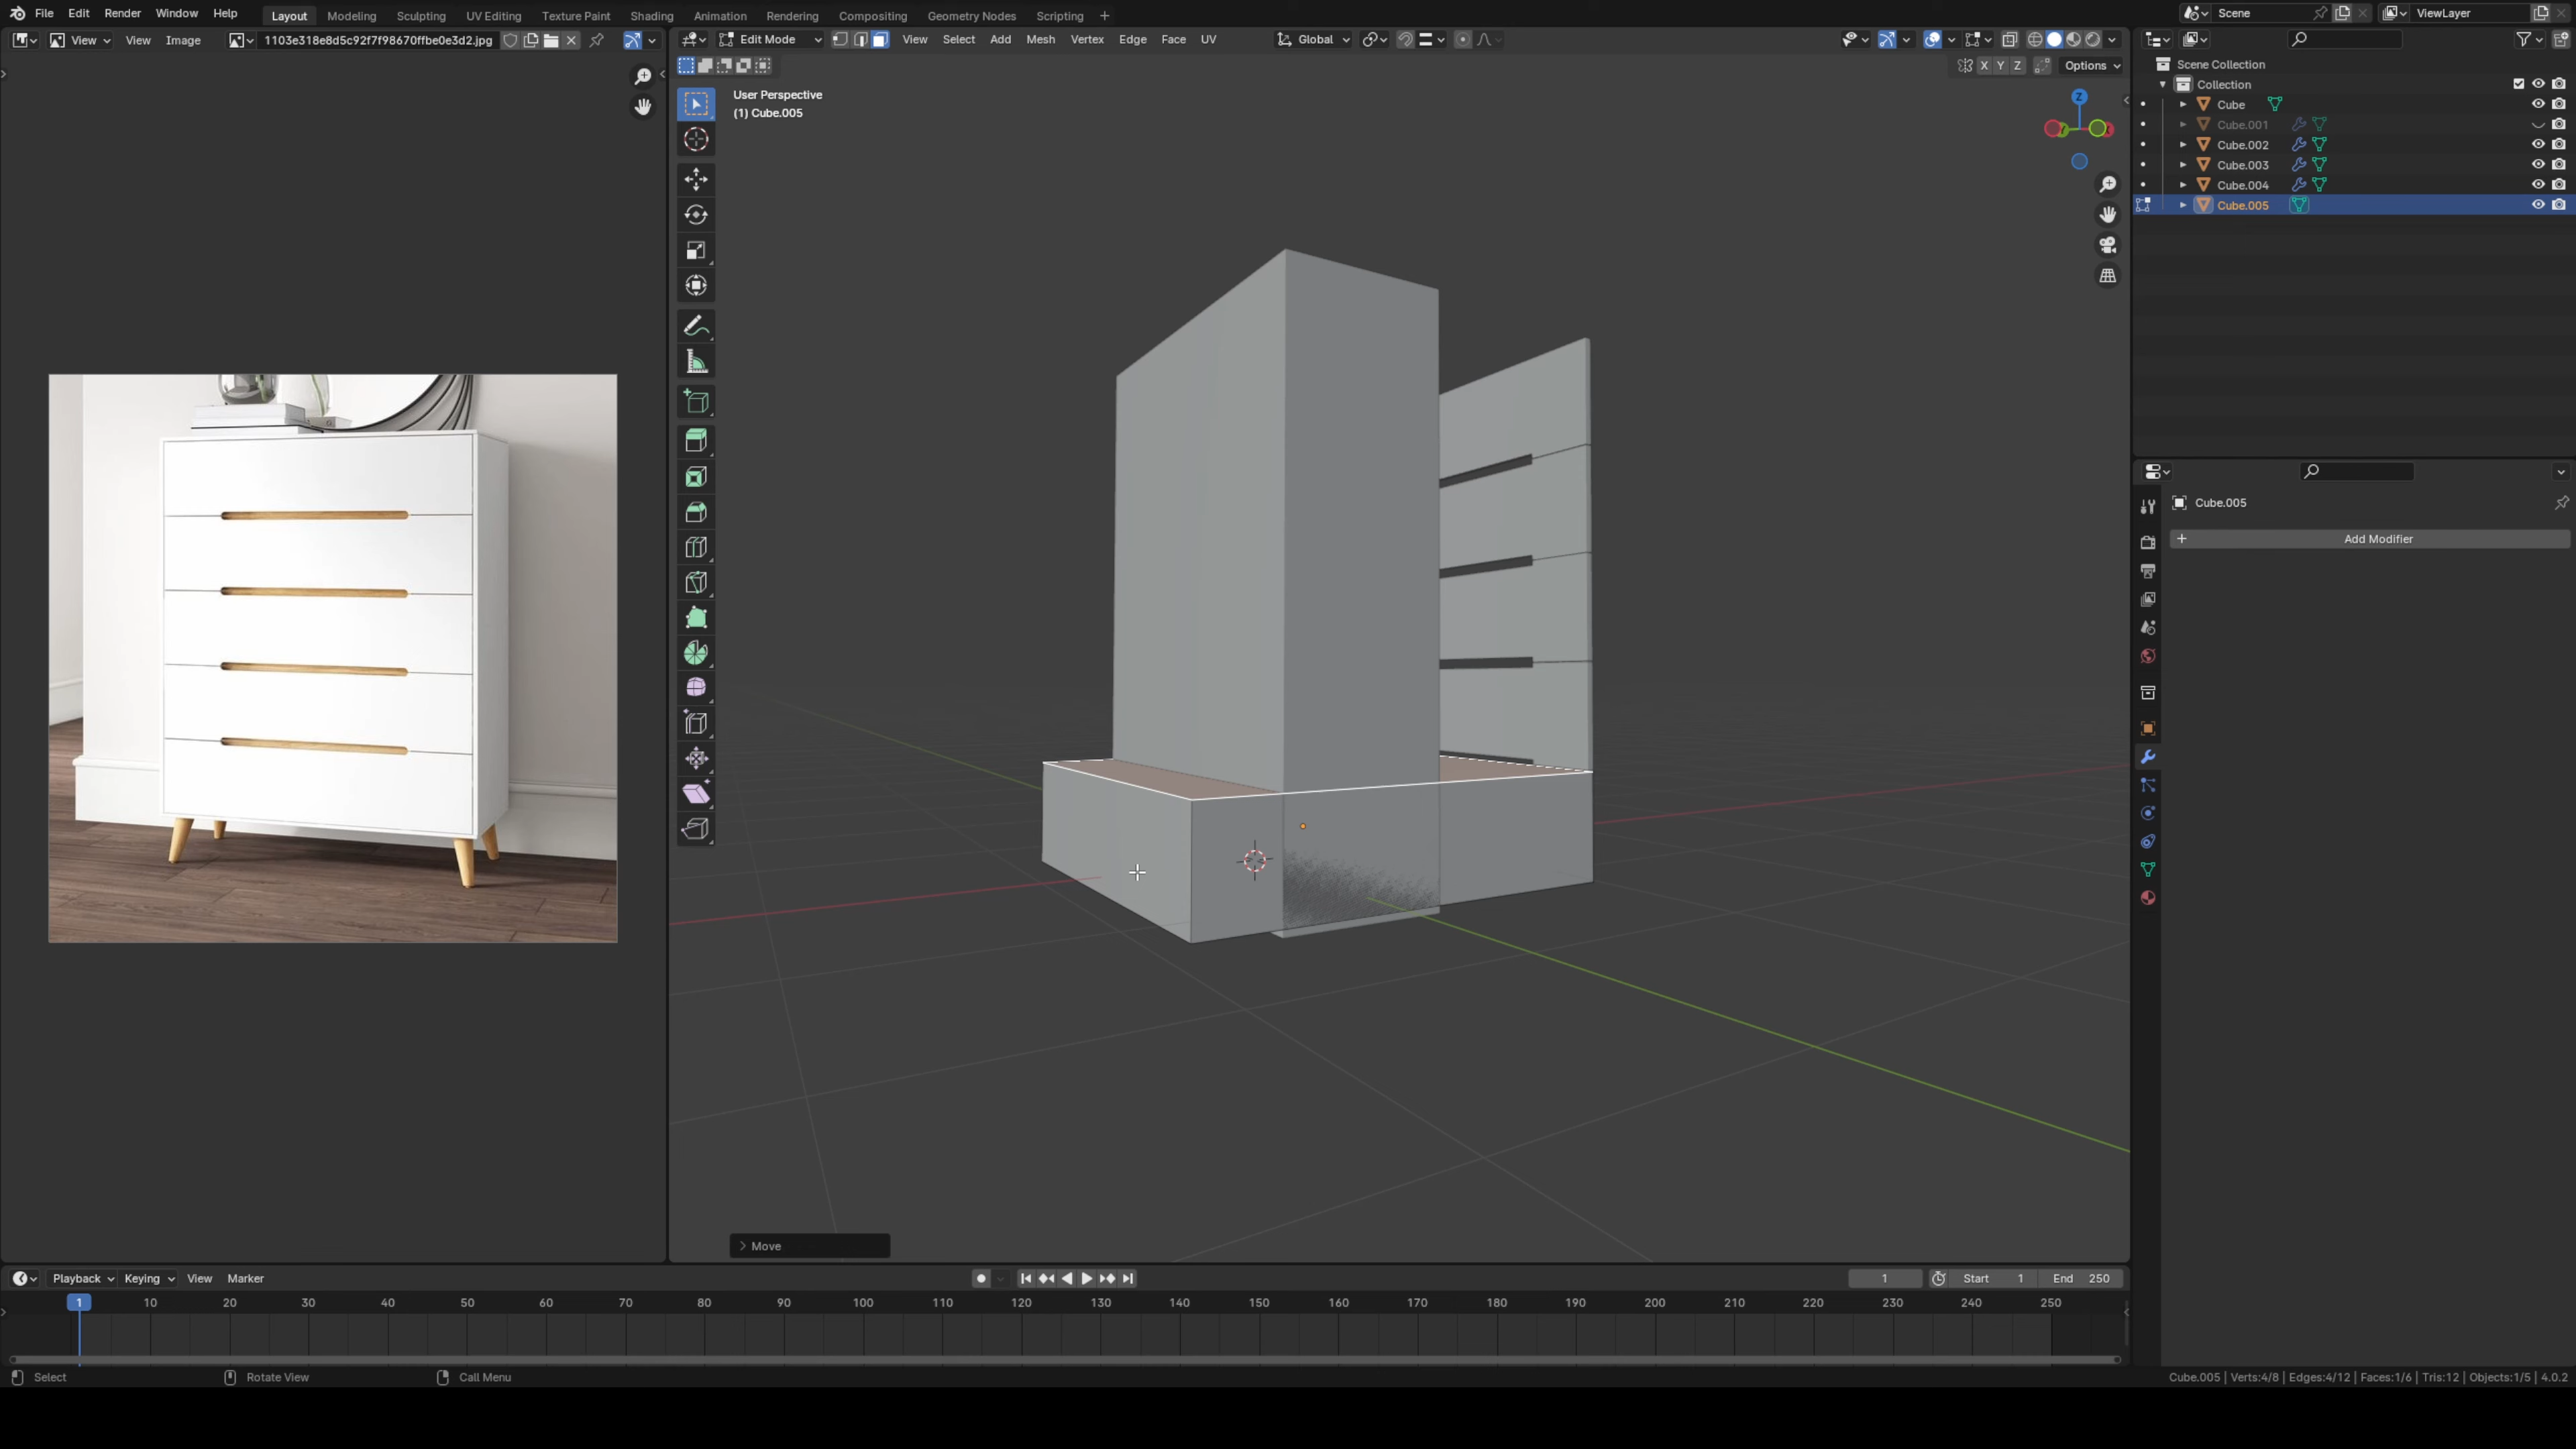 File Edit Render Window Help Layout Modeling Sculpting UV Editing Texture Paint Shading Animation Rendering Compositing Geometry Nodes Scripting + Scene ViewLayer
View View Image 1103e318e8d5c92f7f98670ffbe0e3d2.jpg Edit Mode View Select Add Mesh Vertex Edge Face UV Global
X Y Z Options
User Perspective
(1) Cube.005
Z
Scene Collection
Collection
Cube
Cube.001
Cube.002
Cube.003
Cube.004
Cube.005
Cube.005
+ Add Modifier
Move
Playback Keying View Marker 1 Start 1 End 250
1 10 20 30 40 50 60 70 80 90 100 110 120 130 140 150 160 170 180 190 200 210 220 230 240 250
Select Rotate View Call Menu Cube.005 | Verts:4/8 | Edges:4/12 | Faces:1/6 | Tris:12 | Objects:1/5 | 4.0.2